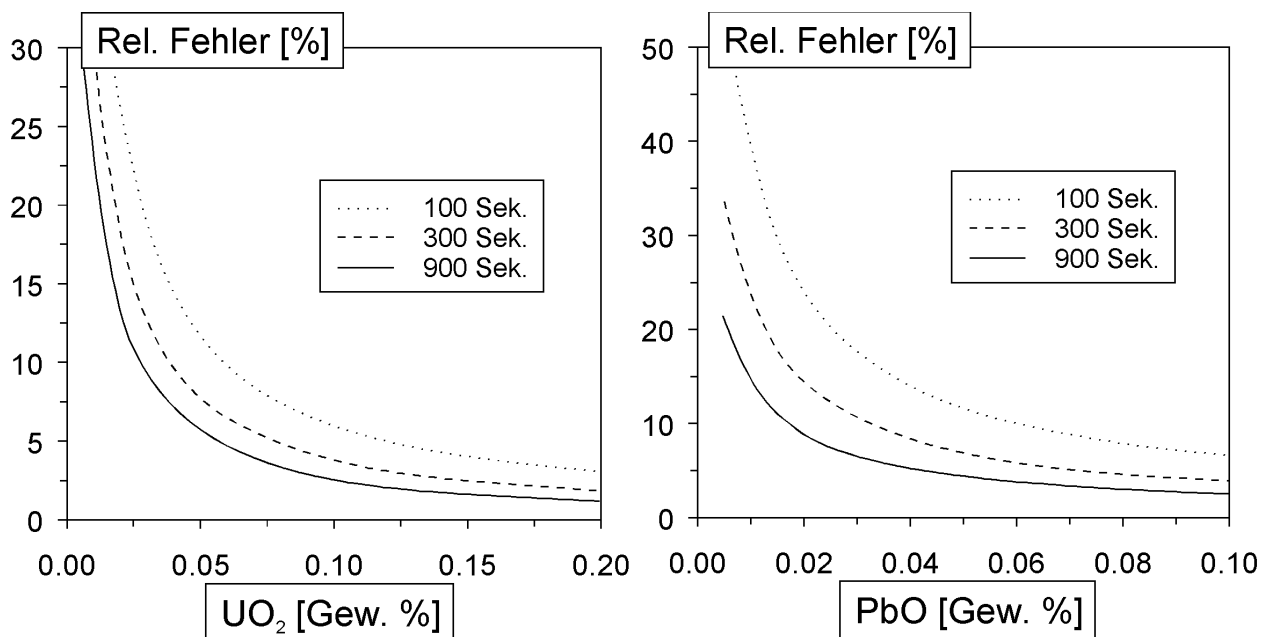 Rel. Fehler [%]
30
25
20
15
10
5
0
100 Sek.
300 Sek.
900 Sek.
0.00 0.05 0.10 0.15 0.20
UO₂ [Gew. %]
Rel. Fehler [%]
50
40
30
20
10
0
100 Sek.
300 Sek.
900 Sek.
0.00 0.02 0.04 0.06 0.08 0.10
PbO [Gew. %]